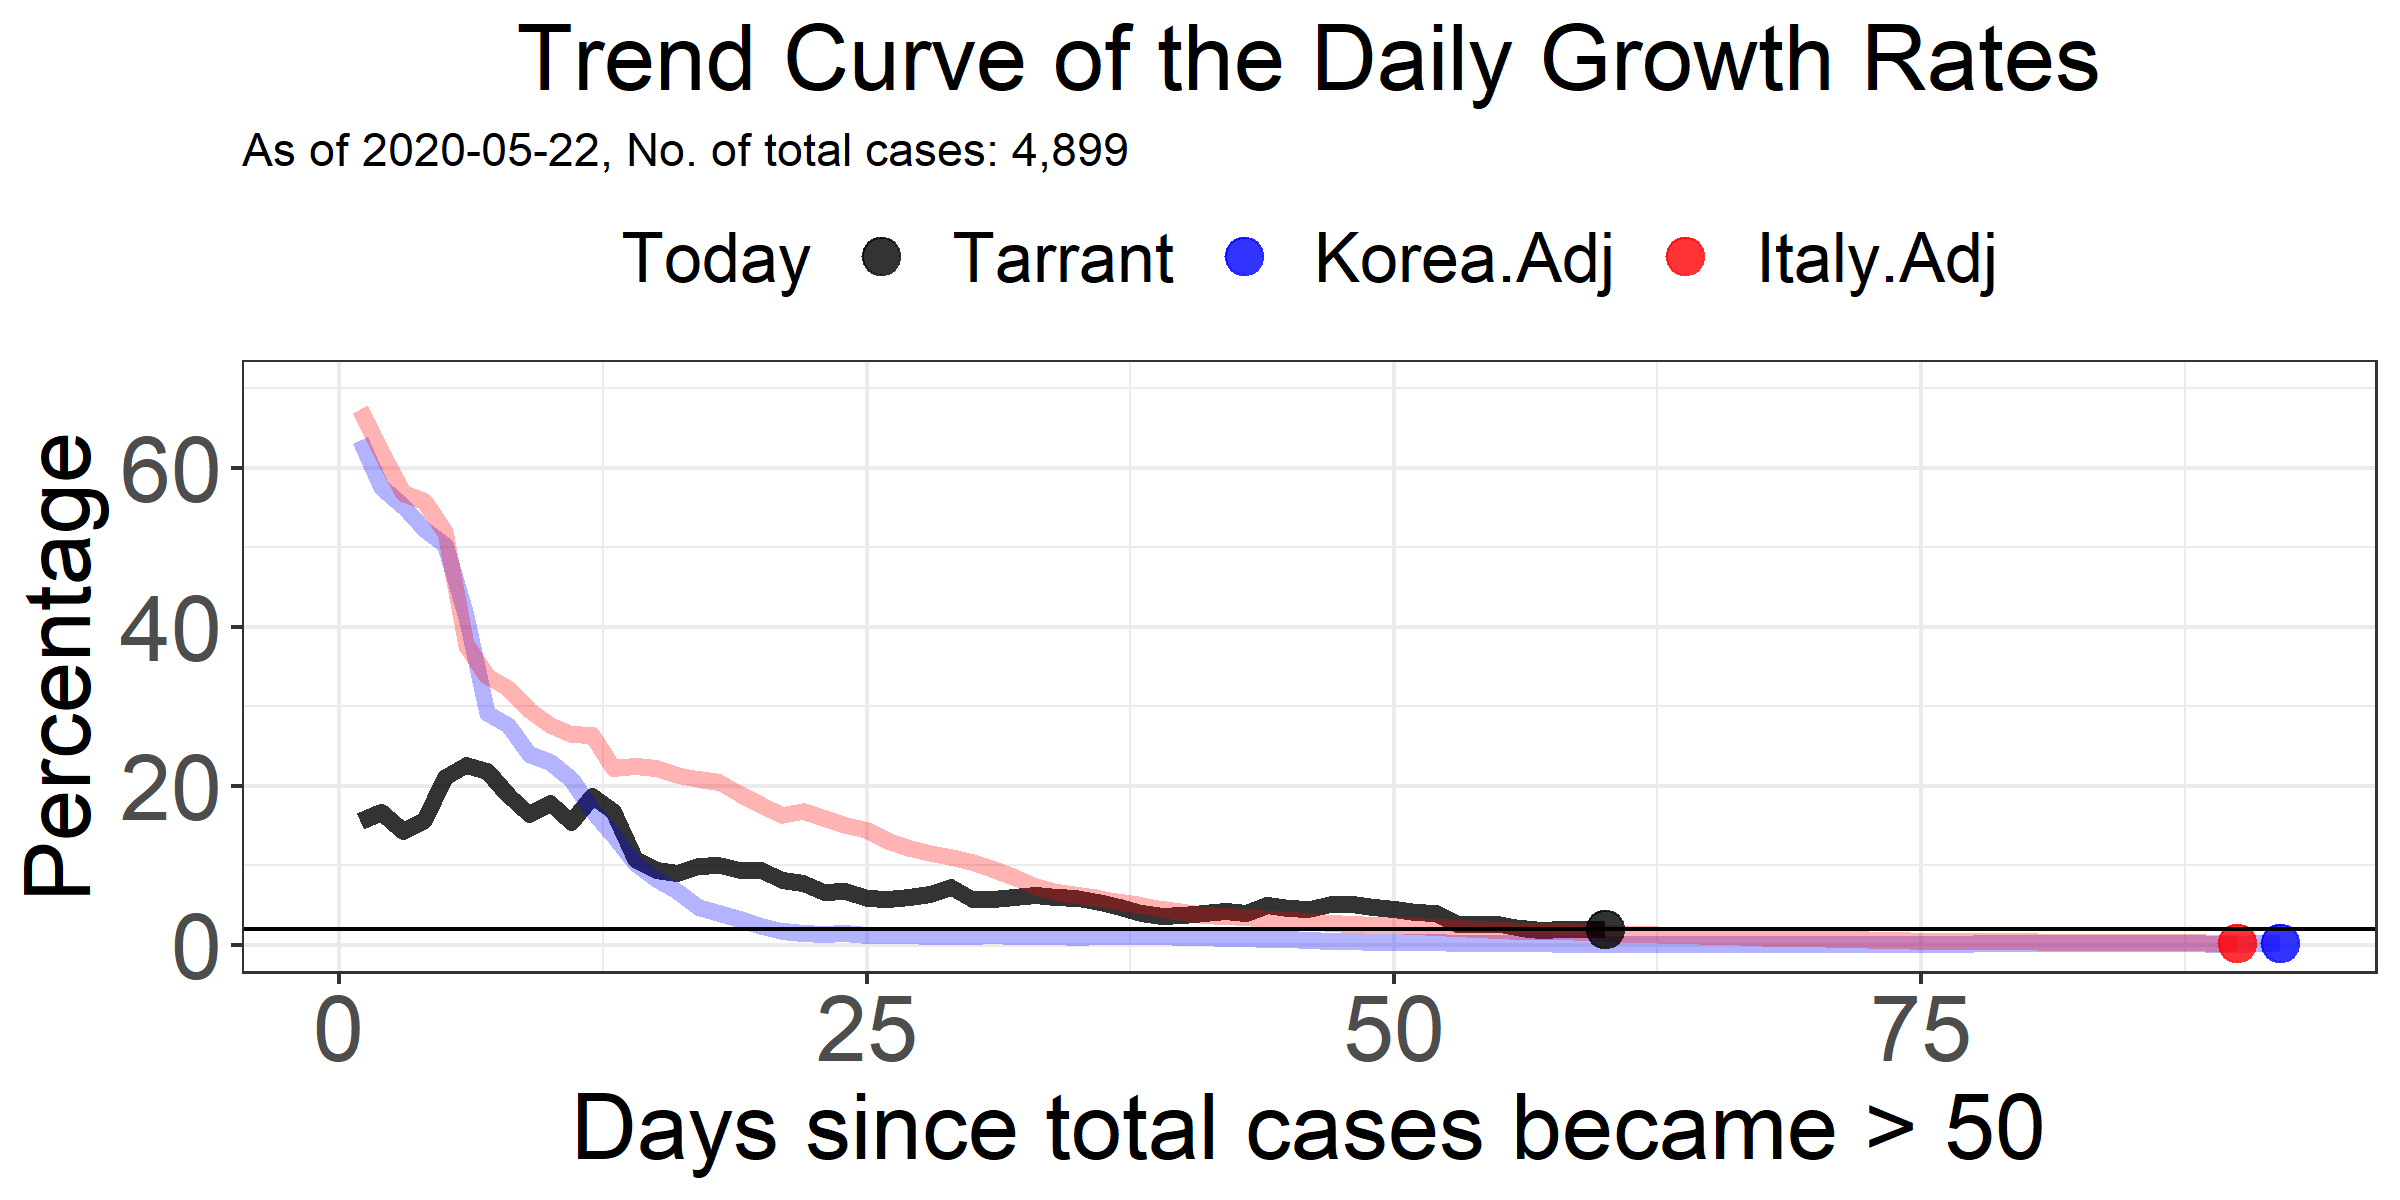 Trend Curve of the Daily Growth Rates
As of 2020-05-22, No. of total cases: 4,899
Today Tarrant Korea.Adj Italy.Adj
Percentage
60
40
20
0
0 25 50 75
Days since total cases became > 50